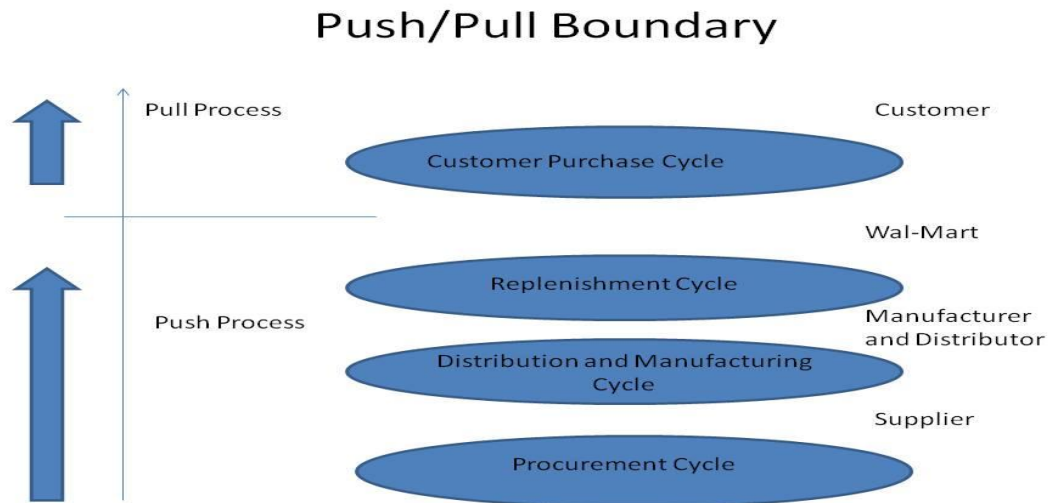 Push/Pull Boundary
Pull Process
Customer
Customer Purchase Cycle
Wal-Mart
Replenishment Cycle
Push Process
Manufacturer
and Distributor
Distribution and Manufacturing
Cycle
Supplier
Procurement Cycle